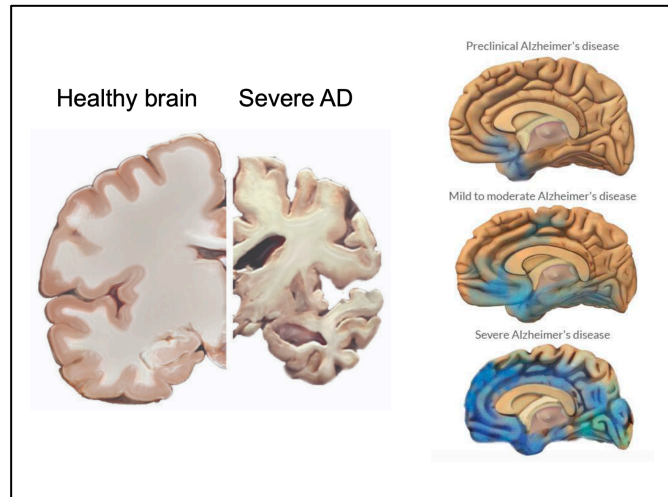 Preclinical Alzheimer's disease
Healthy brain
Severe AD
Mild to moderate Alzheimer's disease
Severe Alzheimer's disease